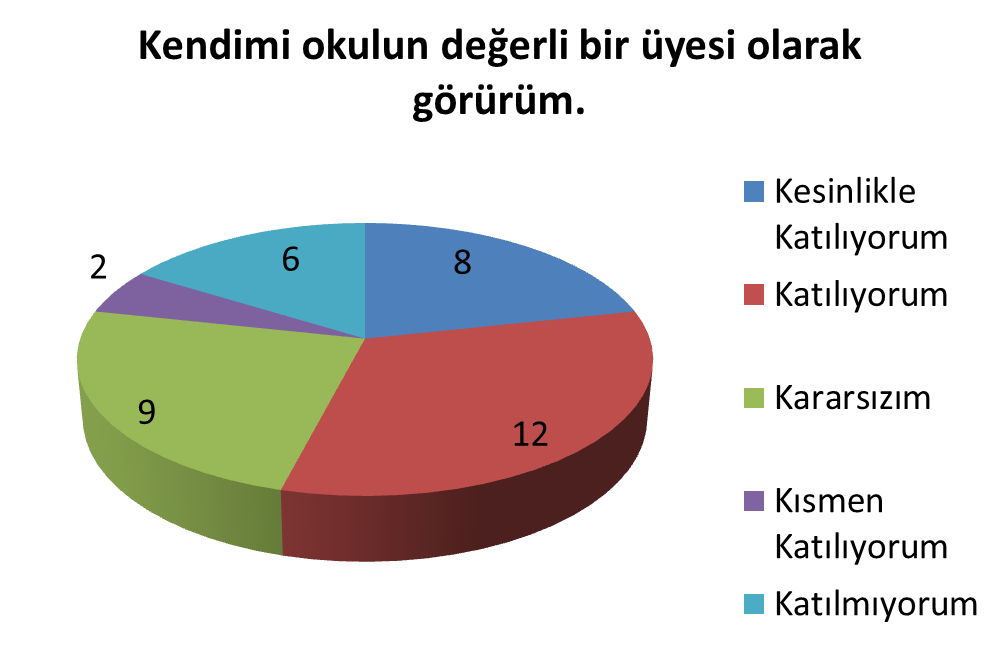 Kendimi okulun değerli bir üyesi olarak
görürüm.
8
12
9
2
6
Kesinlikle
Katılıyorum
Katılıyorum
Kararsızım
Kısmen
Katılıyorum
Katılmıyorum